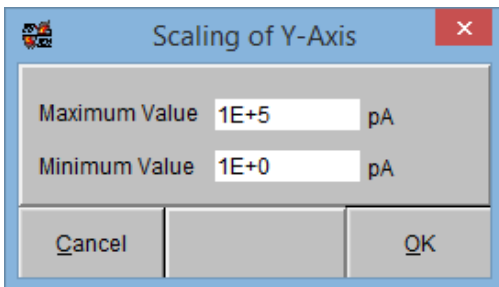 Scaling of Y-Axis
Maximum Value 1E+5 pA
Minimum Value 1E+0 pA
Cancel OK